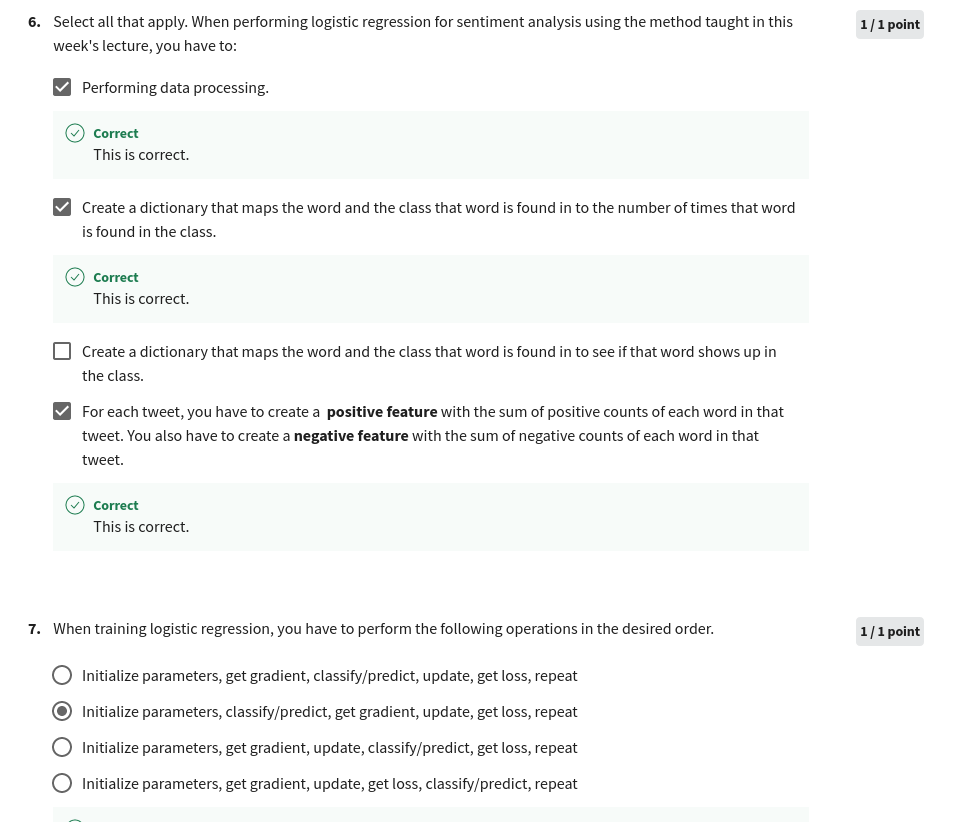 6. Select all that apply. When performing logistic regression for sentiment analysis using the method taught in this
week's lecture, you have to:
1 / 1 point
Performing data processing.
Correct
This is correct.
Create a dictionary that maps the word and the class that word is found in to the number of times that word
is found in the class.
Correct
This is correct.
Create a dictionary that maps the word and the class that word is found in to see if that word shows up in
the class.
For each tweet, you have to create a positive feature with the sum of positive counts of each word in that
tweet. You also have to create a negative feature with the sum of negative counts of each word in that
tweet.
Correct
This is correct.
7. When training logistic regression, you have to perform the following operations in the desired order.
1 / 1 point
Initialize parameters, get gradient, classify/predict, update, get loss, repeat
Initialize parameters, classify/predict, get gradient, update, get loss, repeat
Initialize parameters, get gradient, update, classify/predict, get loss, repeat
Initialize parameters, get gradient, update, get loss, classify/predict, repeat